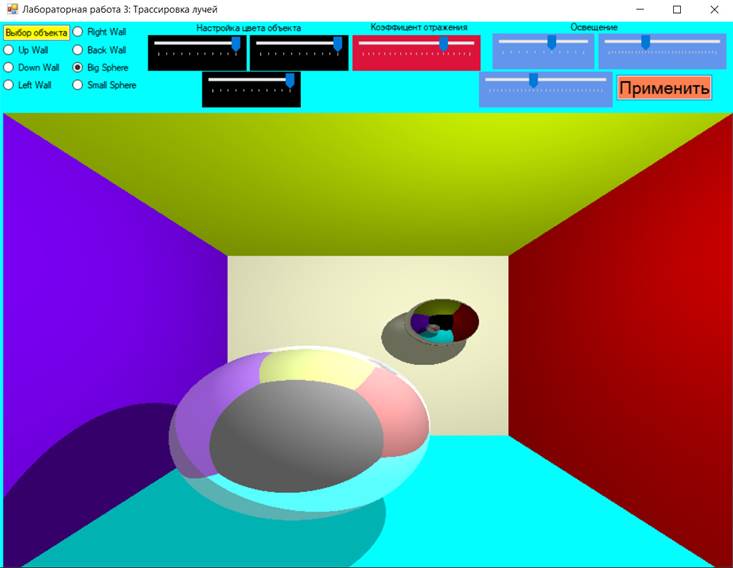 Лабораторная работа 3: Трассировка лучей
Выбор объекта
Up Wall
Down Wall
Left Wall
Right Wall
Back Wall
Big Sphere
Small Sphere
Настройка цвета объекта
Коэффицент отражения
Освещение
Применить